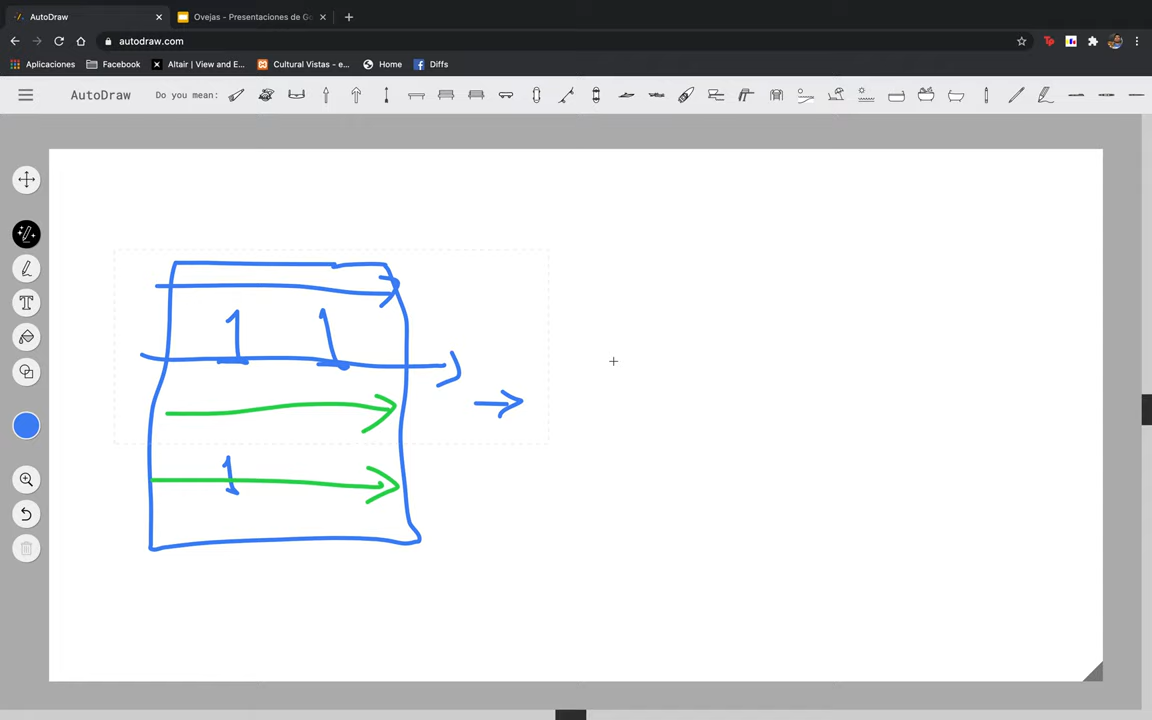 AutoDraw
Ovejas - Presentaciones de Go
autodraw.com
Aplicaciones
Facebook
Altair | View and E...
Cultural Vistas – e...
Home
Diffs
AutoDraw
Do you mean:
1 1
1